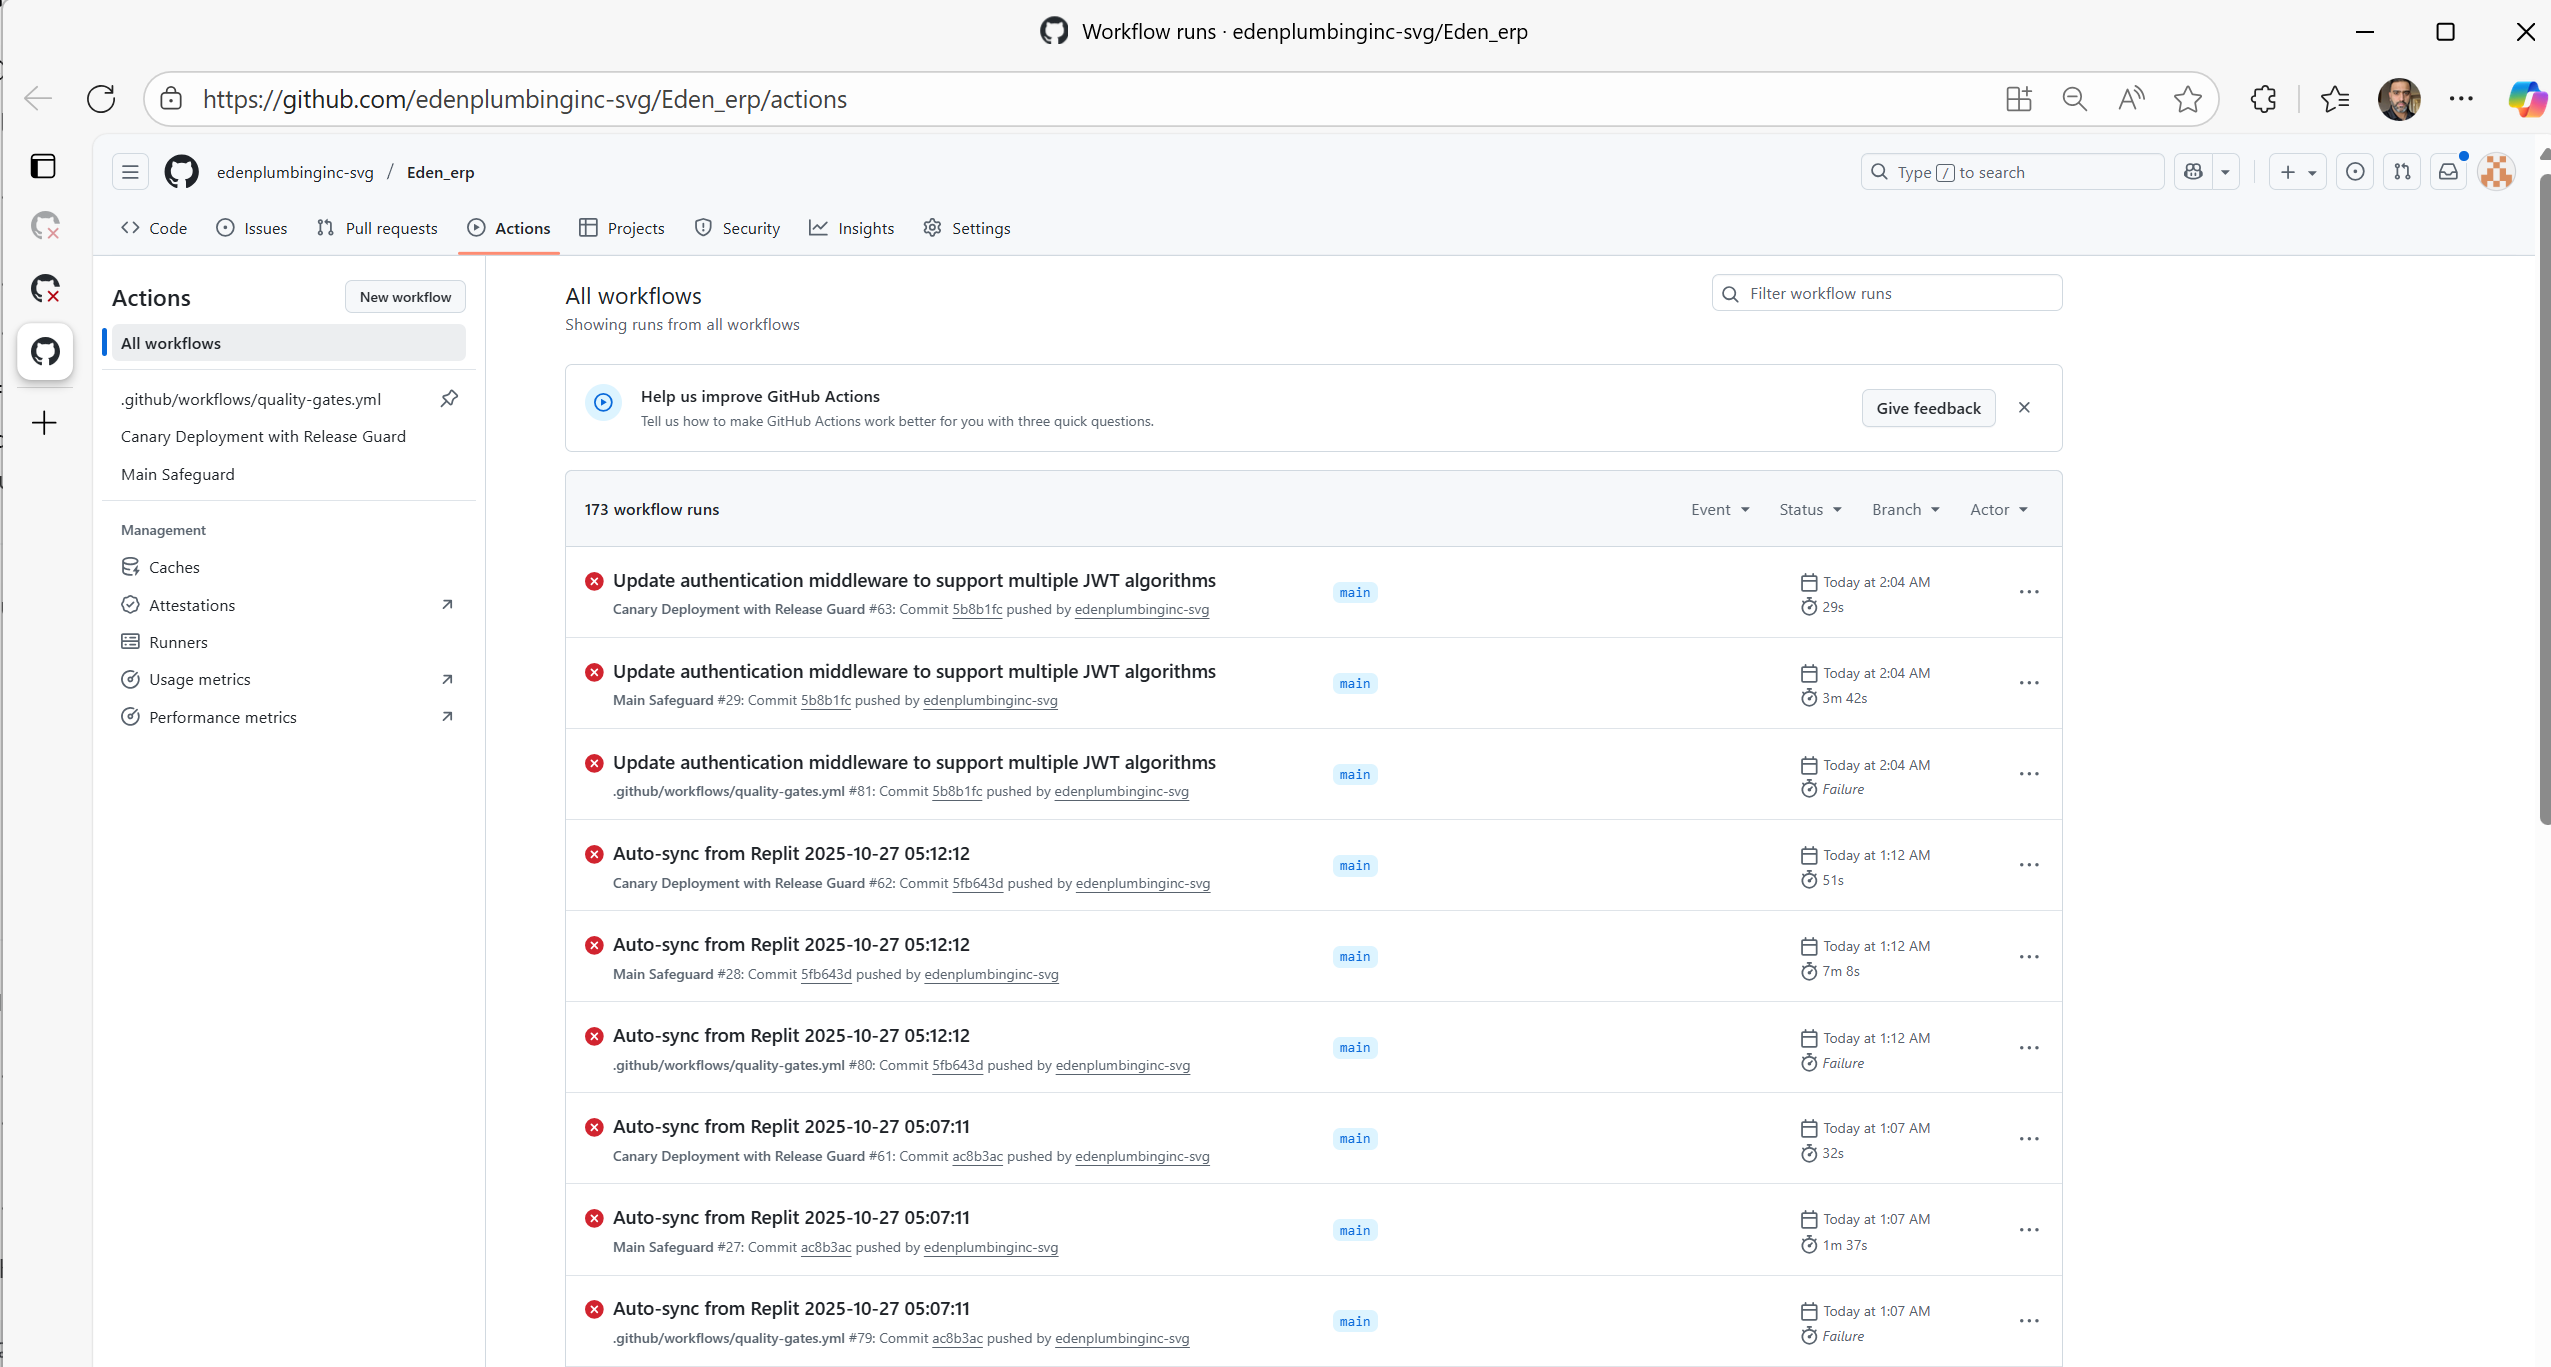 Workflow runs · edenplumbinginc-svg/Eden_erp
https://github.com/edenplumbinginc-svg/Eden_erp/actions
edenplumbinginc-svg / Eden_erp
Type / to search
Code
Issues
Pull requests
Actions
Projects
Security
Insights
Settings
Actions
New workflow
All workflows
.github/workflows/quality-gates.yml
Canary Deployment with Release Guard
Main Safeguard
Management
Caches
Attestations
Runners
Usage metrics
Performance metrics
All workflows
Showing runs from all workflows
Filter workflow runs
Help us improve GitHub Actions
Tell us how to make GitHub Actions work better for you with three quick questions.
Give feedback
173 workflow runs
Event
Status
Branch
Actor
Update authentication middleware to support multiple JWT algorithms
Canary Deployment with Release Guard #63: Commit 5b8b1fc pushed by edenplumbinginc-svg
main
Today at 2:04 AM
29s
Update authentication middleware to support multiple JWT algorithms
Main Safeguard #29: Commit 5b8b1fc pushed by edenplumbinginc-svg
main
Today at 2:04 AM
3m 42s
Update authentication middleware to support multiple JWT algorithms
.github/workflows/quality-gates.yml #81: Commit 5b8b1fc pushed by edenplumbinginc-svg
main
Today at 2:04 AM
Failure
Auto-sync from Replit 2025-10-27 05:12:12
Canary Deployment with Release Guard #62: Commit 5fb643d pushed by edenplumbinginc-svg
main
Today at 1:12 AM
51s
Auto-sync from Replit 2025-10-27 05:12:12
Main Safeguard #28: Commit 5fb643d pushed by edenplumbinginc-svg
main
Today at 1:12 AM
7m 8s
Auto-sync from Replit 2025-10-27 05:12:12
.github/workflows/quality-gates.yml #80: Commit 5fb643d pushed by edenplumbinginc-svg
main
Today at 1:12 AM
Failure
Auto-sync from Replit 2025-10-27 05:07:11
Canary Deployment with Release Guard #61: Commit ac8b3ac pushed by edenplumbinginc-svg
main
Today at 1:07 AM
32s
Auto-sync from Replit 2025-10-27 05:07:11
Main Safeguard #27: Commit ac8b3ac pushed by edenplumbinginc-svg
main
Today at 1:07 AM
1m 37s
Auto-sync from Replit 2025-10-27 05:07:11
.github/workflows/quality-gates.yml #79: Commit ac8b3ac pushed by edenplumbinginc-svg
main
Today at 1:07 AM
Failure